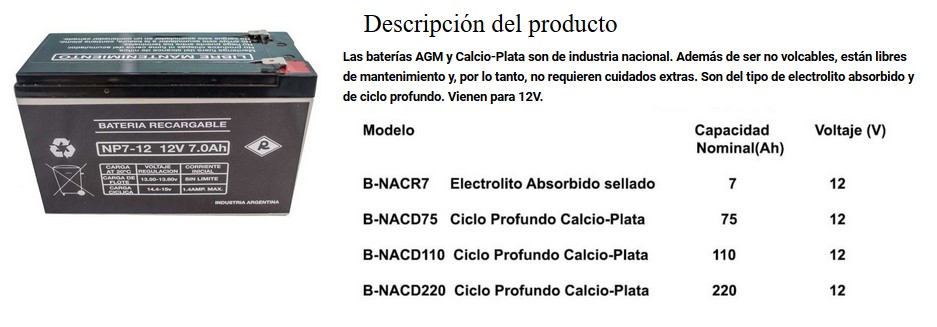 LIBRE MANTENIMIENTO
BATERIA RECARGABLE
NP7-12 12V 7.0Ah
CARGA AT 20ºC VOLTAJE REGULACION CORRIENTE INICIAL
CARGA DE FLOTE 13.50-13.80v SIN LIMITE
CARGA CICLICA 14.4-15v 1.4AMP. MAX.
INDUSTRIA ARGENTINA
Descripción del producto
Las baterías AGM y Calcio-Plata son de industria nacional. Además de ser no volcables, están libres
de mantenimiento y, por lo tanto, no requieren cuidados extras. Son del tipo de electrolito absorbido y
de ciclo profundo. Vienen para 12V.
Modelo Capacidad Nominal(Ah) Voltaje (V)
B-NACR7 Electrolito Absorbido sellado 7 12
B-NACD75 Ciclo Profundo Calcio-Plata 75 12
B-NACD110 Ciclo Profundo Calcio-Plata 110 12
B-NACD220 Ciclo Profundo Calcio-Plata 220 12